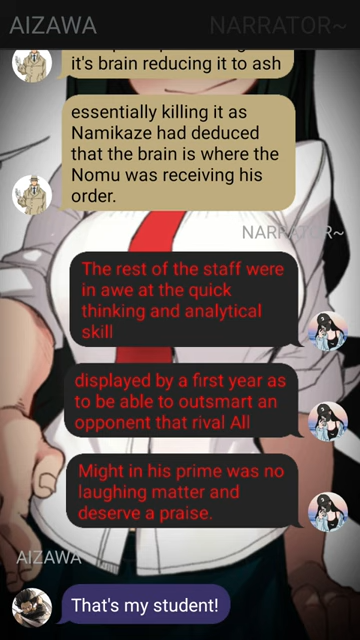 AIZAWA NARRATOR~
it's brain reducing it to ash
essentially killing it as
Namikaze had deduced
that the brain is where the
Nomu was receiving his
order.
NARRATOR~
The rest of the staff were
in awe at the quick
thinking and analytical
skill
displayed by a first year as
to be able to outsmart an
opponent that rival All
Might in his prime was no
laughing matter and
deserve a praise.
AIZAWA
That's my student!